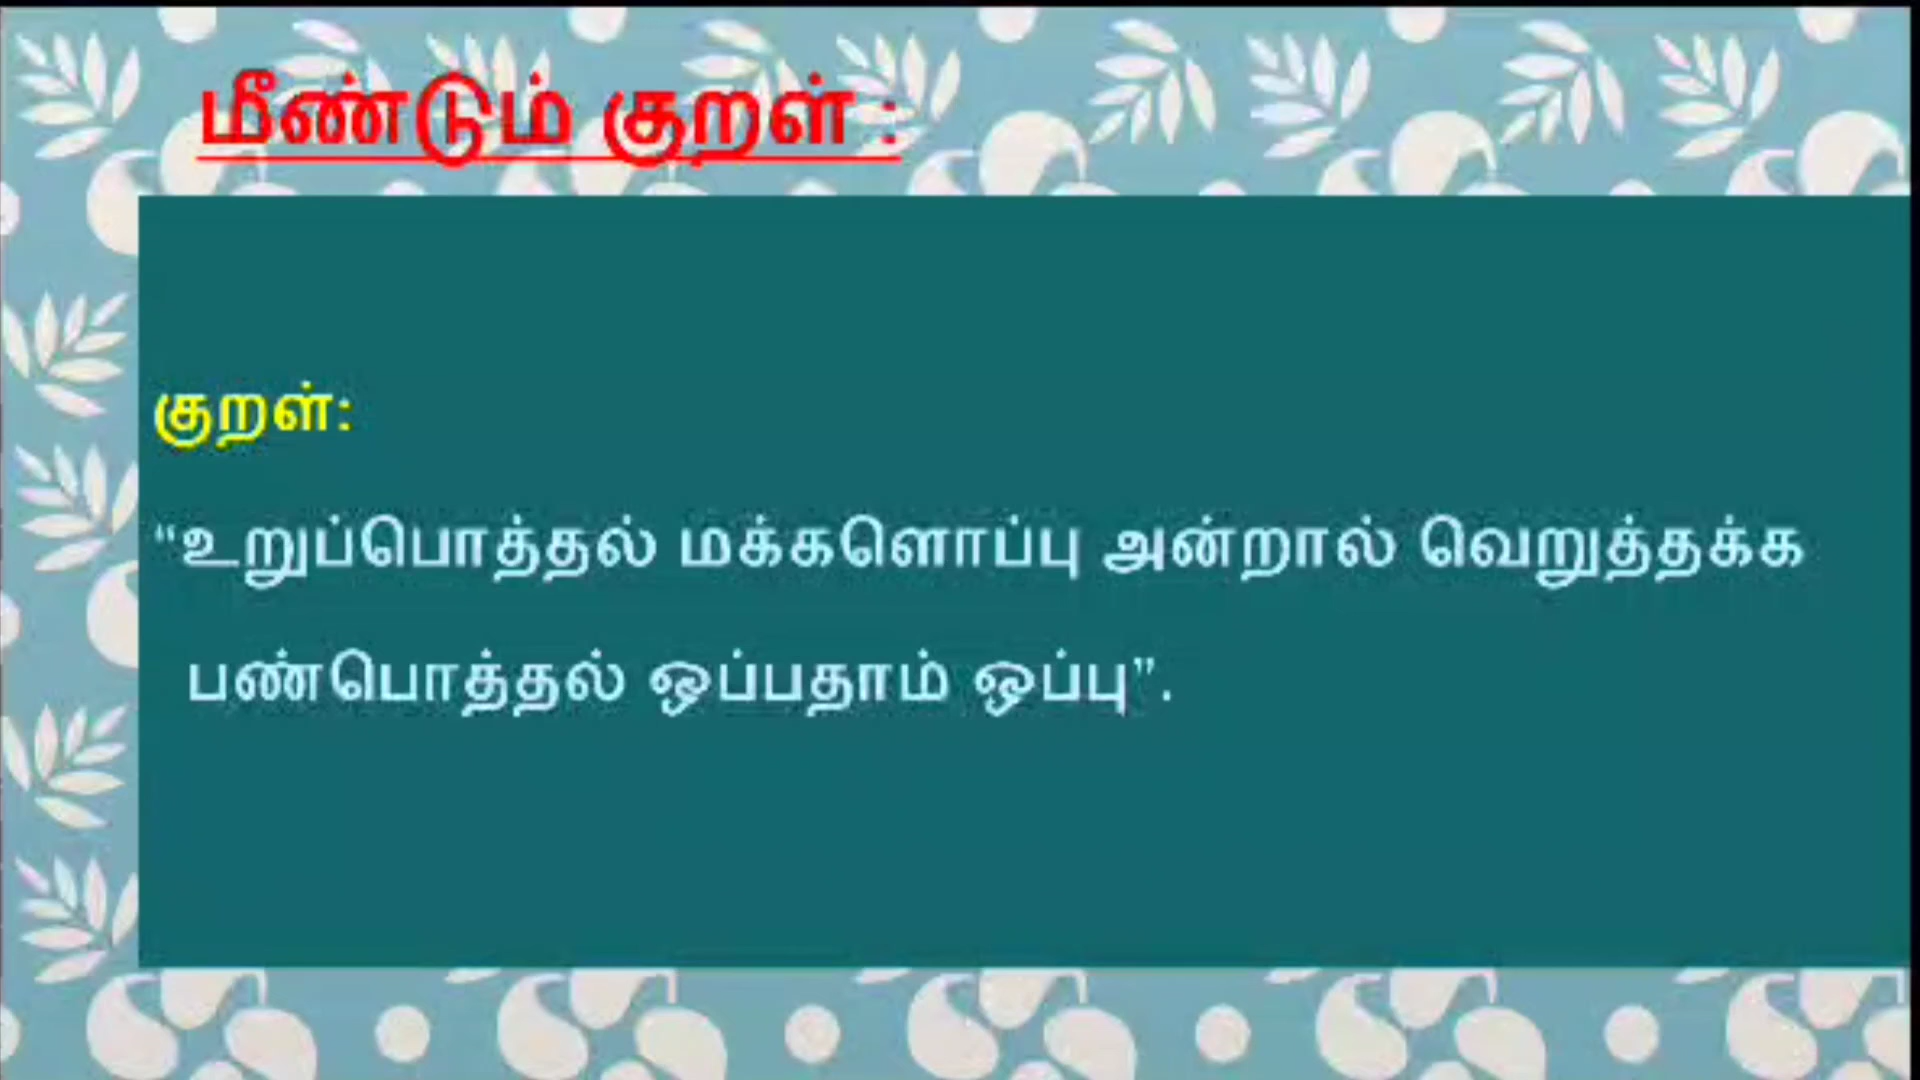 மீண்டும் குறள் :
குறள்:
“உறுப்பொத்தல் மக்களொப்பு அன்றால் வெறுத்தக்க
பண்பொத்தல் ஒப்பதாம் ஒப்பு”.